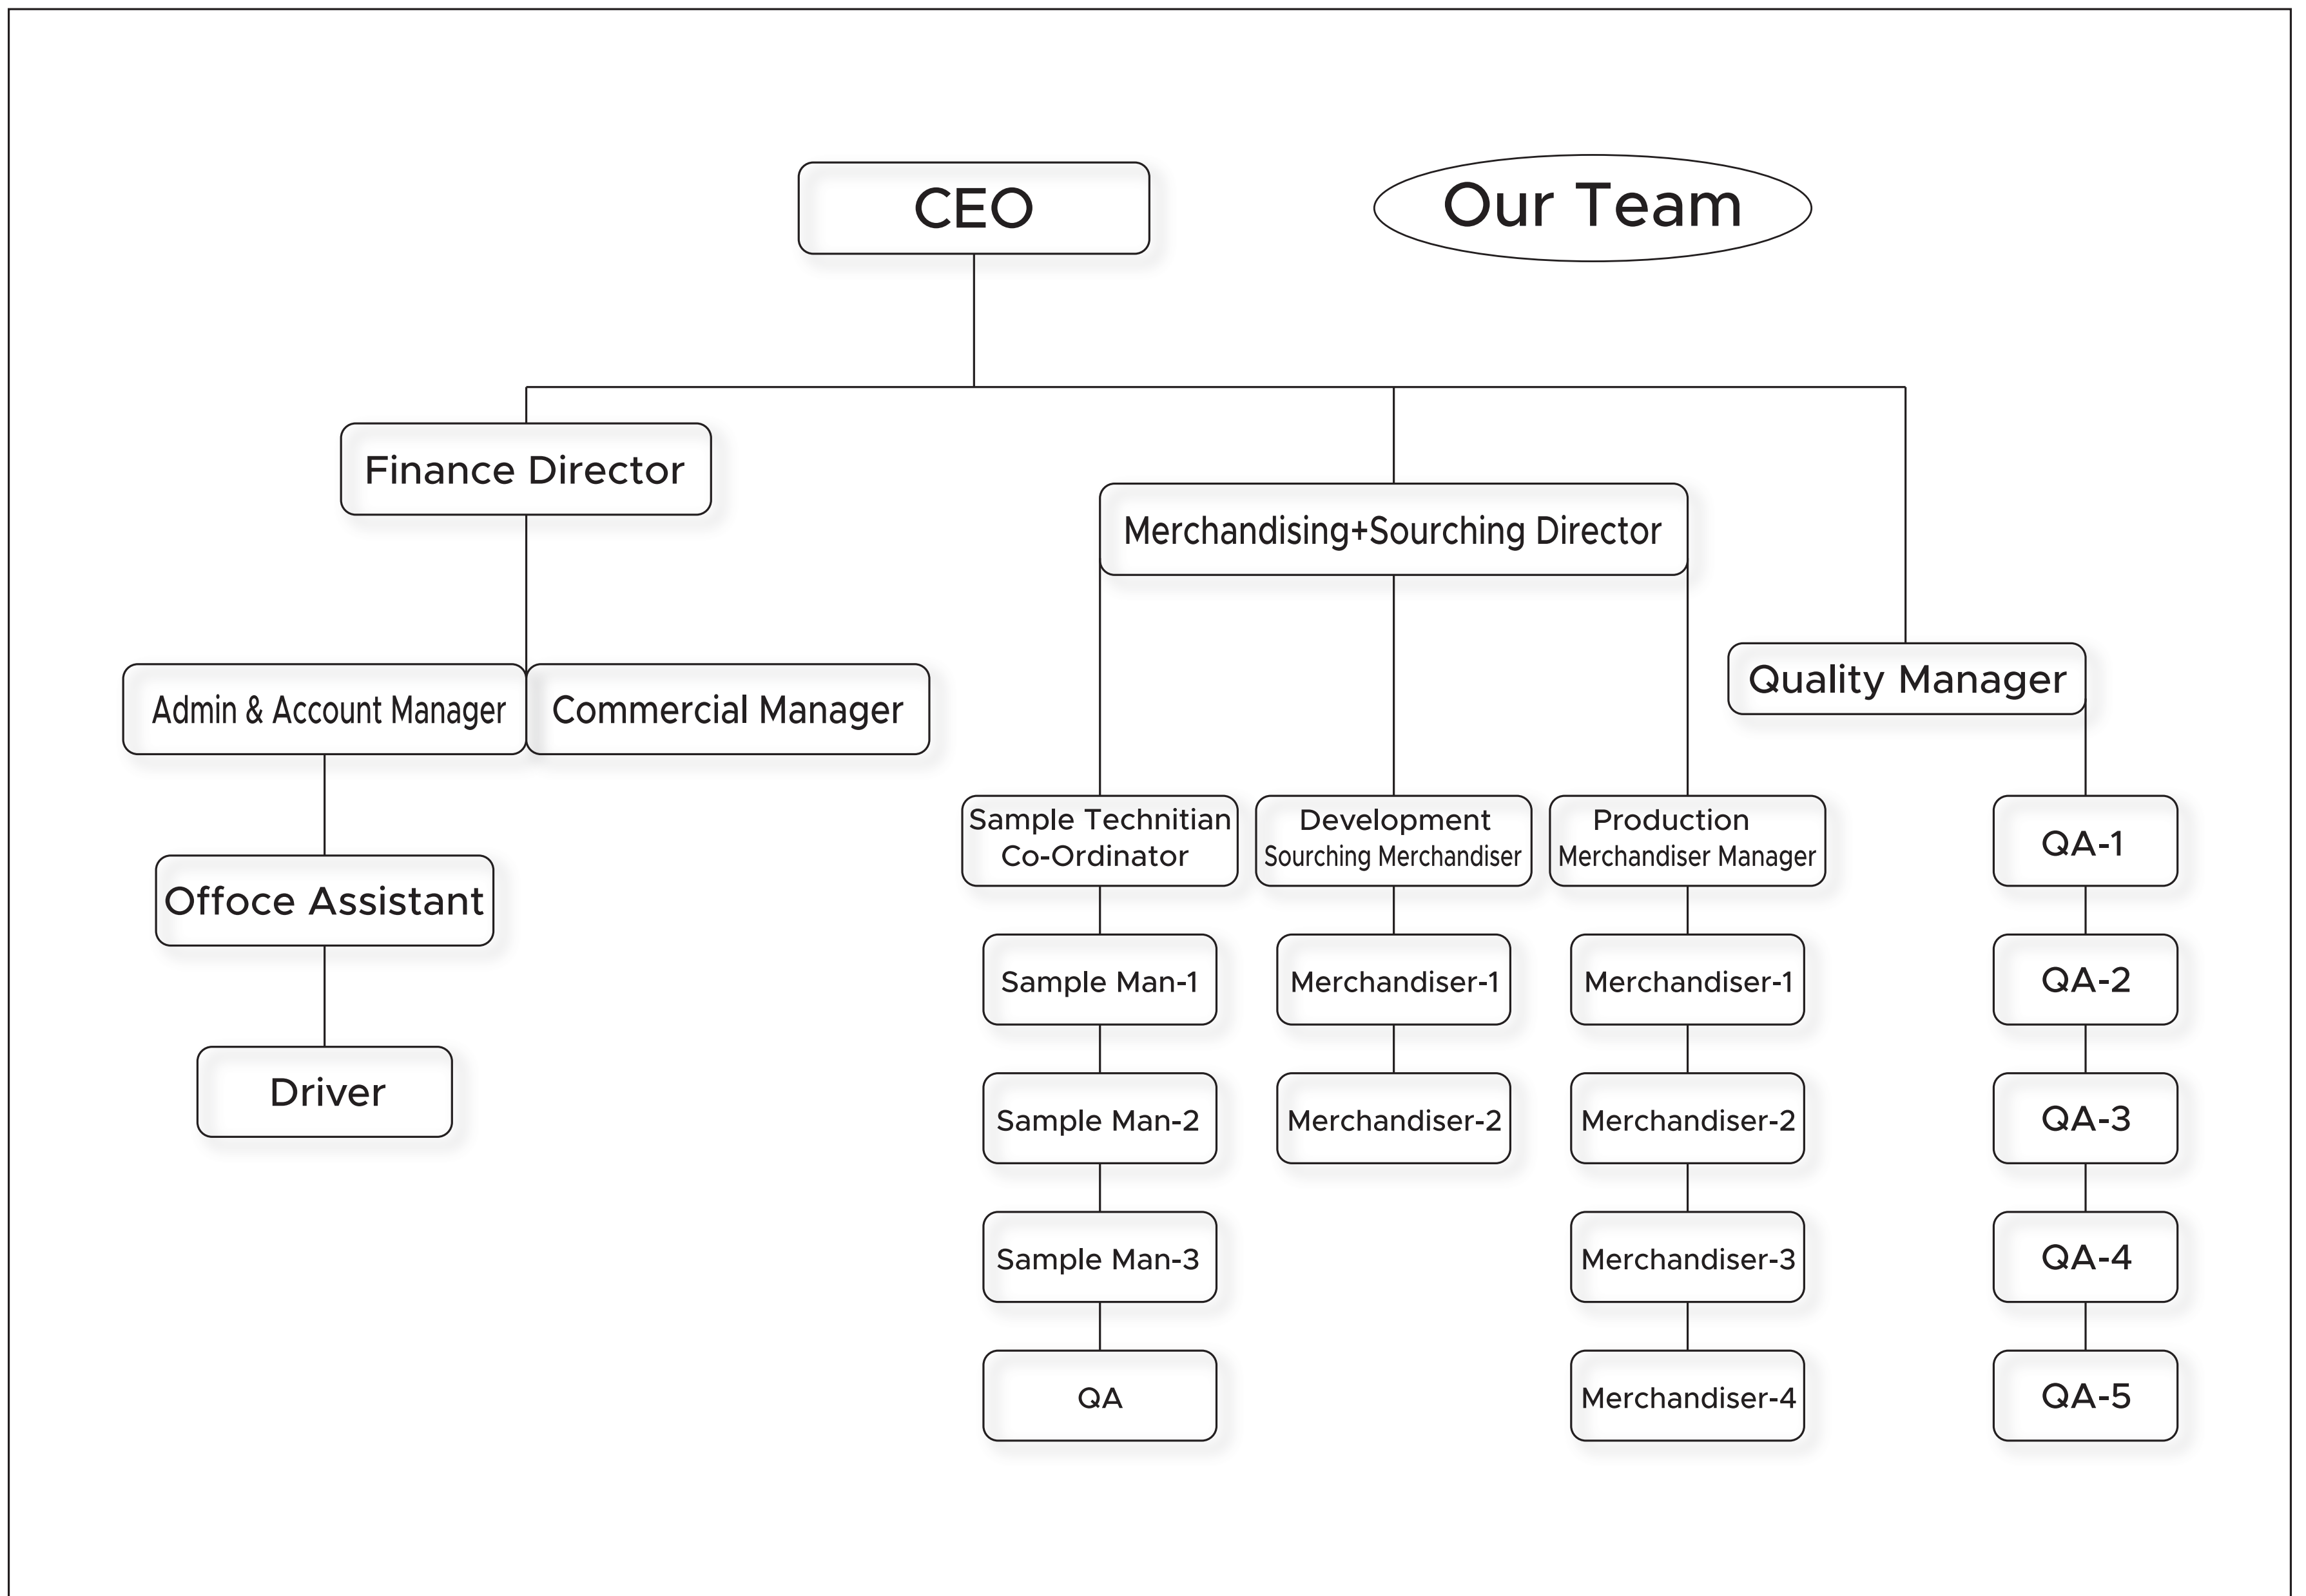 CEO
Our Team
Finance Director
Merchandising+Sourching Director
Quality Manager
Admin & Account Manager
Commercial Manager
Offoce Assistant
Driver
Sample Technitian
Co-Ordinator
Sample Man-1
Sample Man-2
Sample Man-3
QA
Development
Sourching Merchandiser
Merchandiser-1
Merchandiser-2
Production
Merchandiser Manager
Merchandiser-1
Merchandiser-2
Merchandiser-3
Merchandiser-4
QA-1
QA-2
QA-3
QA-4
QA-5